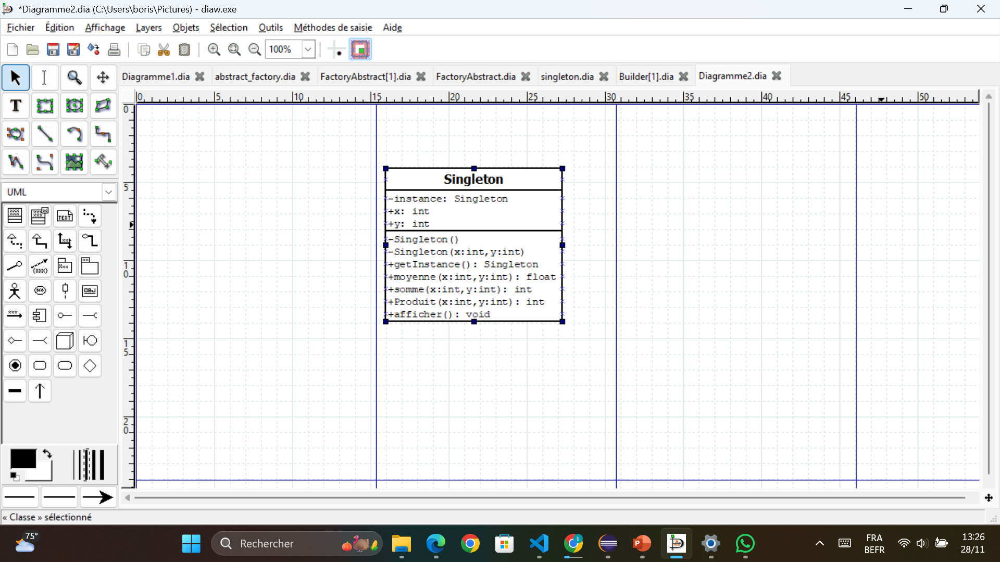 *Diagramme2.dia (C:\Users\boris\Pictures) - diaw.exe
Fichier Édition Affichage Layers Objets Sélection Outils Méthodes de saisie Aide
100%
Diagramme1.dia abstract_factory.dia FactoryAbstract[1].dia FactoryAbstract.dia singleton.dia Builder[1].dia Diagramme2.dia
0 5 10 15 20 25 30 35 40 45 50
0
5
10
15
20
T
UML
TEXT
OBJ
Singleton
-instance: Singleton
+x: int
+y: int
-Singleton()
-Singleton(x:int,y:int)
+getInstance(): Singleton
+moyenne(x:int,y:int): float
+somme(x:int,y:int): int
+Produit(x:int,y:int): int
+afficher(): void
« Classe » sélectionné
75°
Rechercher
FRA
BEFR
13:26
28/11